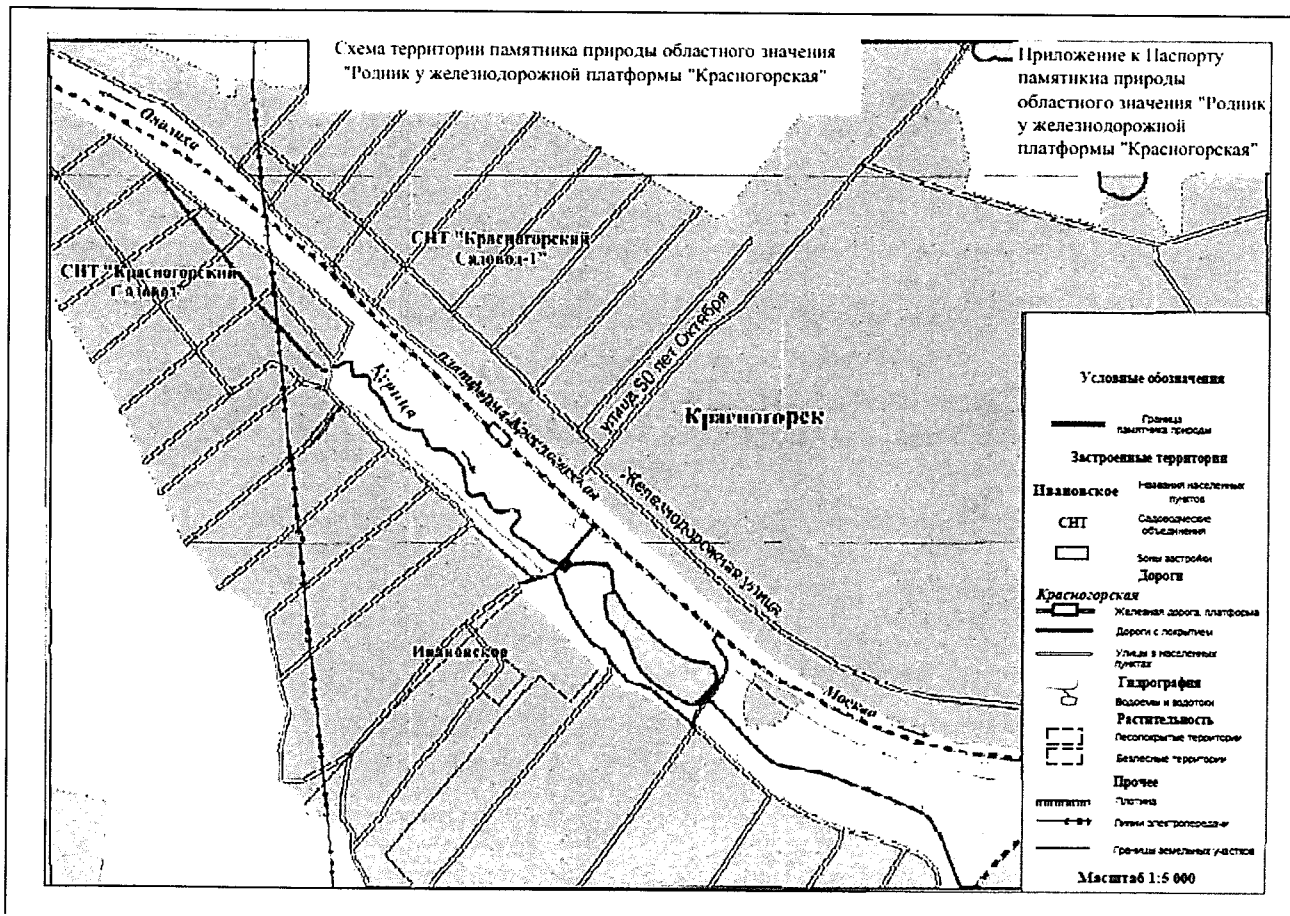 Схема территории памятника природы областного значения
"Родник у железнодорожной платформы "Красногорская"
Приложение к Паспорту
памятникиа природы
областного значения "Родник
у железнодорожной
платформы "Красногорская"
Опалиха
СНТ "Красногорский
Садовод-1"
СНТ "Красногорский
Садовод"
улица 50 лет Октября
Красногорск
платформа Красногорская
Курица
Железнодорожная улица
Ивановское
Москва
Условные обозначения
Граница
памятника природы
Застроенные территории
Ивановское
Названия населенных
пунктов
СНТ
Садоводческие
объединения
Зоны застройки
Дороги
Красногорская
Железная дорога, платформа
Дороги с покрытием
Улицы в населенных
пунктах
Гидрография
Водоемы и водотоки
Растительность
Лесопокрытые территории
Безлесные территории
Прочее
Плотина
Линии электропередачи
Границы земельных участков
Масштаб 1:5 000